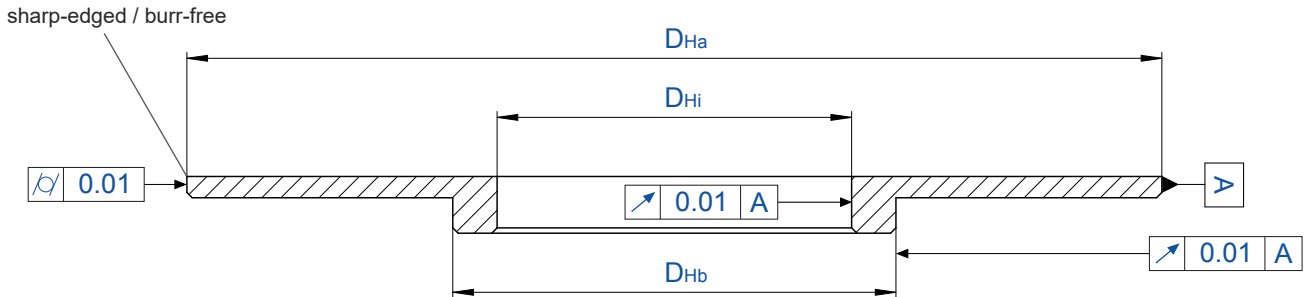 sharp-edged / burr-free
DHa
DHi
0.01
0.01 A
A
0.01 A
DHb